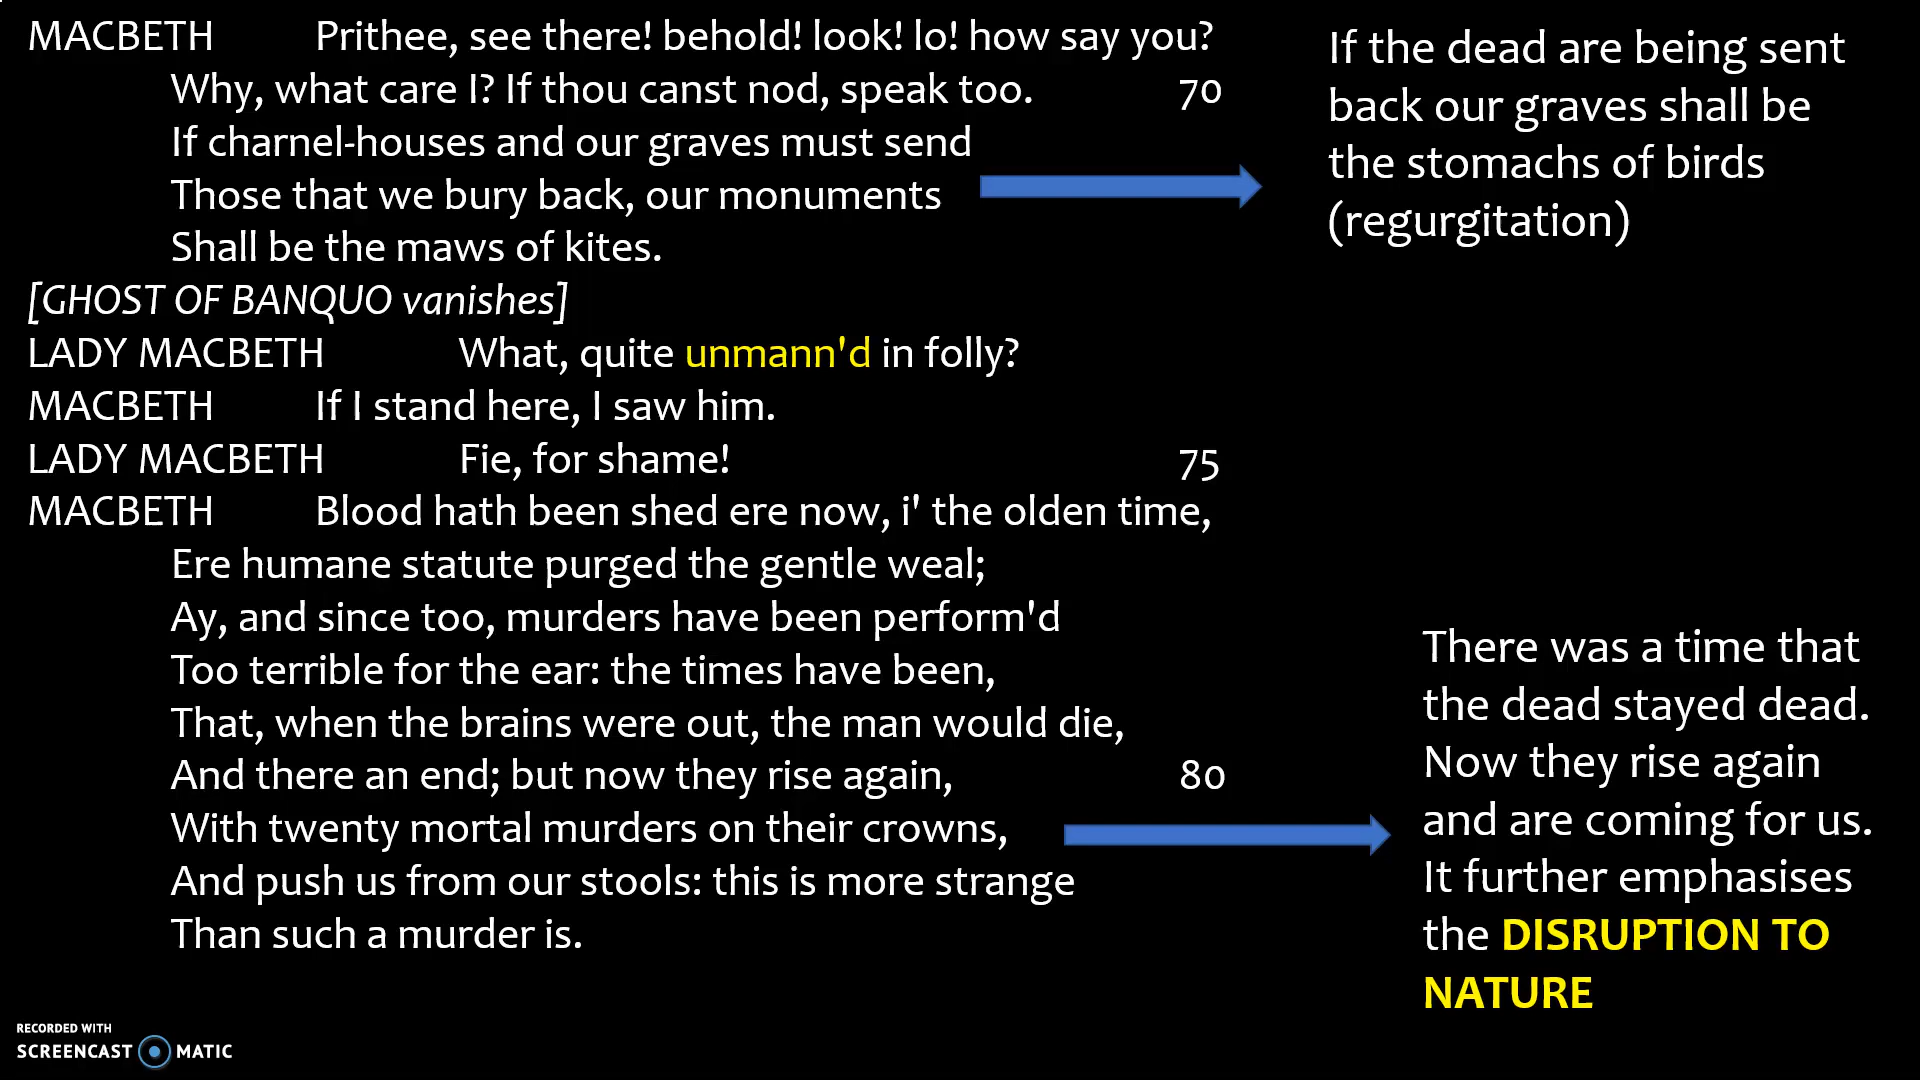 MACBETH Prithee, see there! behold! look! lo! how say you?
Why, what care I? If thou canst nod, speak too. 70
If charnel-houses and our graves must send
Those that we bury back, our monuments
Shall be the maws of kites.
[GHOST OF BANQUO vanishes]
LADY MACBETH What, quite unmann'd in folly?
MACBETH If I stand here, I saw him.
LADY MACBETH Fie, for shame! 75
MACBETH Blood hath been shed ere now, i' the olden time,
Ere humane statute purged the gentle weal;
Ay, and since too, murders have been perform'd
Too terrible for the ear: the times have been,
That, when the brains were out, the man would die,
And there an end; but now they rise again, 80
With twenty mortal murders on their crowns,
And push us from our stools: this is more strange
Than such a murder is.
If the dead are being sent
back our graves shall be
the stomachs of birds
(regurgitation)
There was a time that
the dead stayed dead.
Now they rise again
and are coming for us.
It further emphasises
the DISRUPTION TO
NATURE
RECORDED WITH
SCREENCAST MATIC